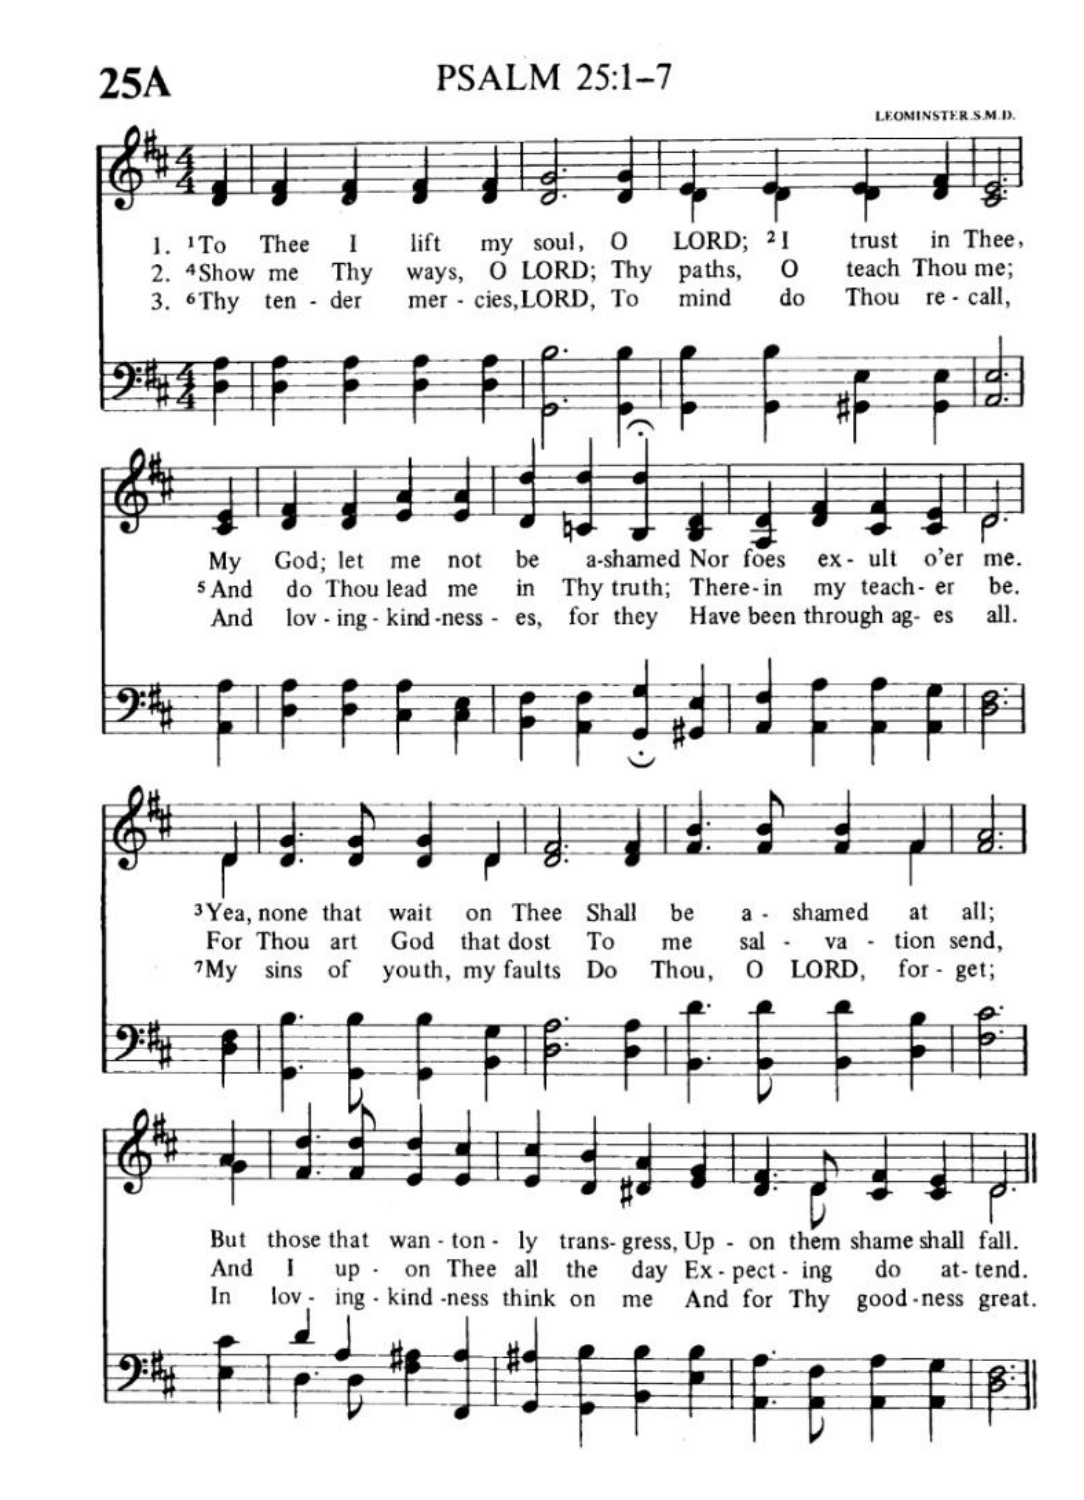 25A
PSALM 25:1–7
LEOMINSTER S.M.D.
1. ¹To Thee I lift my soul, O LORD; ²I trust in Thee,
2. ⁴Show me Thy ways, O LORD; Thy paths, O teach Thou me;
3. ⁶Thy ten - der mer - cies, LORD, To mind do Thou re - call,
My God; let me not be a-shamed Nor foes ex - ult o'er me.
⁵And do Thou lead me in Thy truth; There-in my teach- er be.
And lov - ing - kind -ness - es, for they Have been through ag- es all.
³Yea, none that wait on Thee Shall be a - shamed at all;
For Thou art God that dost To me sal - va - tion send,
⁷My sins of youth, my faults Do Thou, O LORD, for - get;
But those that wan - ton - ly trans- gress, Up - on them shame shall fall.
And I up - on Thee all the day Ex - pect - ing do at- tend.
In lov - ing - kind -ness think on me And for Thy good -ness great.